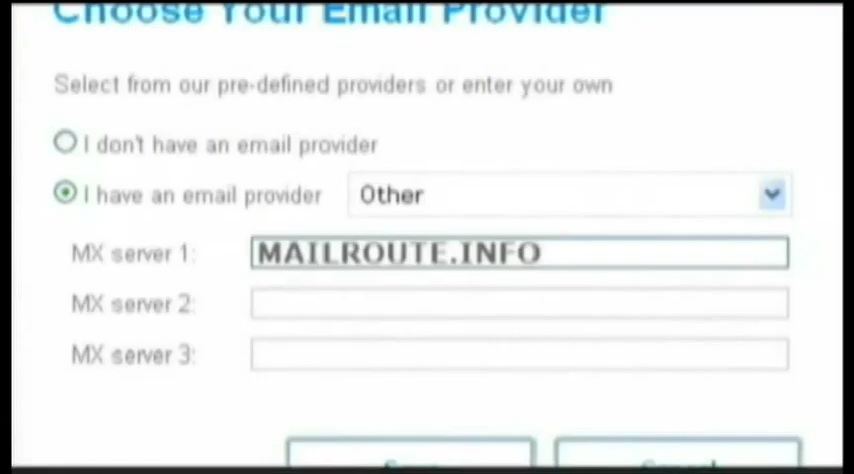 Choose Your Email Provider
Select from our pre-defined providers or enter your own
I don't have an email provider
I have an email provider Other
MX server 1: MAILROUTE.INFO
MX server 2:
MX server 3: